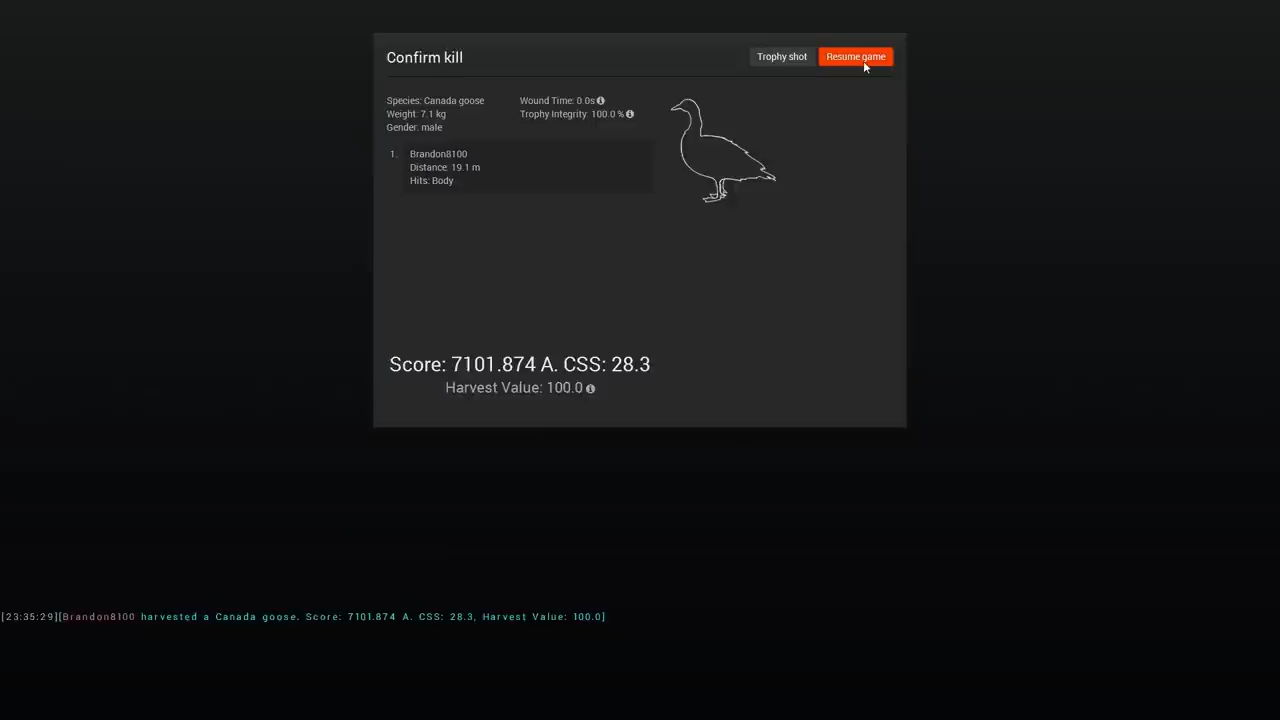 Confirm kill
Trophy shot
Resume game
Species: Canada goose
Weight: 7.1 kg
Gender: male
Wound Time: 0.0s
Trophy Integrity: 100.0 %
1.
Brandon8100
Distance: 19.1 m
Hits: Body
Score: 7101.874 A. CSS: 28.3
Harvest Value: 100.0
[23:35:29][Brandon8100 harvested a Canada goose. Score: 7101.874 A. CSS: 28.3, Harvest Value: 100.0]